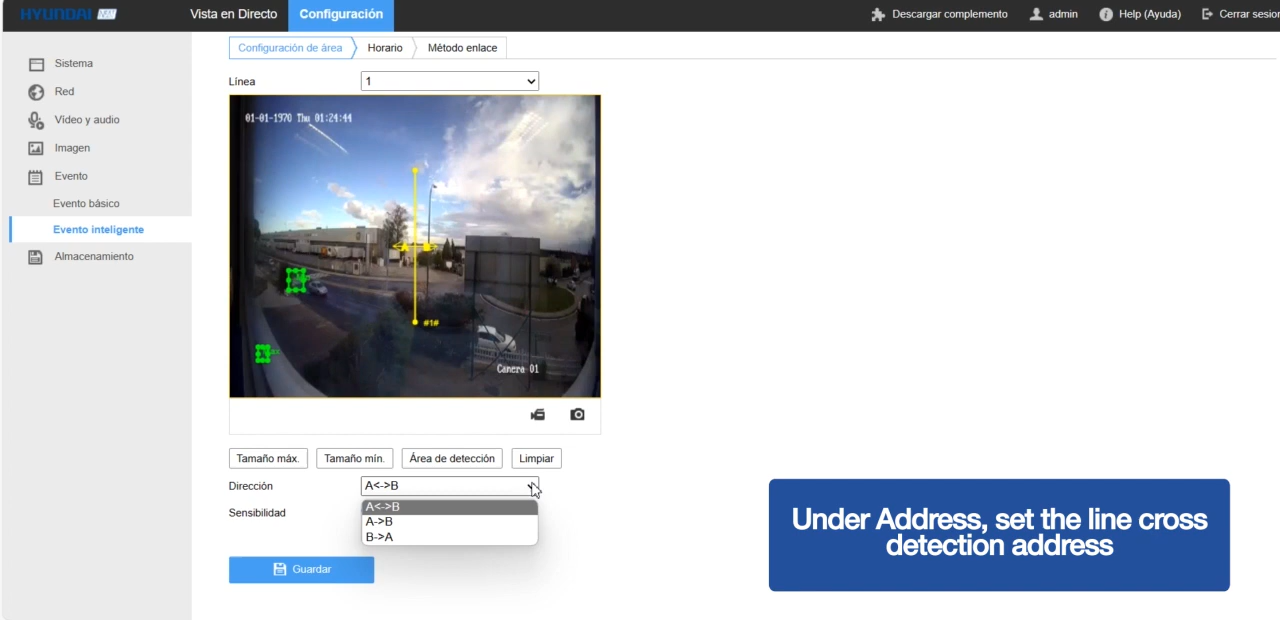 HYUNDAI
Vista en Directo
Configuración
Descargar complemento
admin
Help (Ayuda)
Cerrar sesion
Sistema
Red
Vídeo y audio
Imagen
Evento
Evento básico
Evento inteligente
Almacenamiento
Configuración de área
Horario
Método enlace
Línea
1
01-01-1970 Thu 01:24:44
#1#
Camera 01
Tamaño máx.
Tamaño mín.
Área de detección
Limpiar
Dirección
A<->B
A<->B
A->B
B->A
Sensibilidad
Guardar
Under Address, set the line cross
detection address